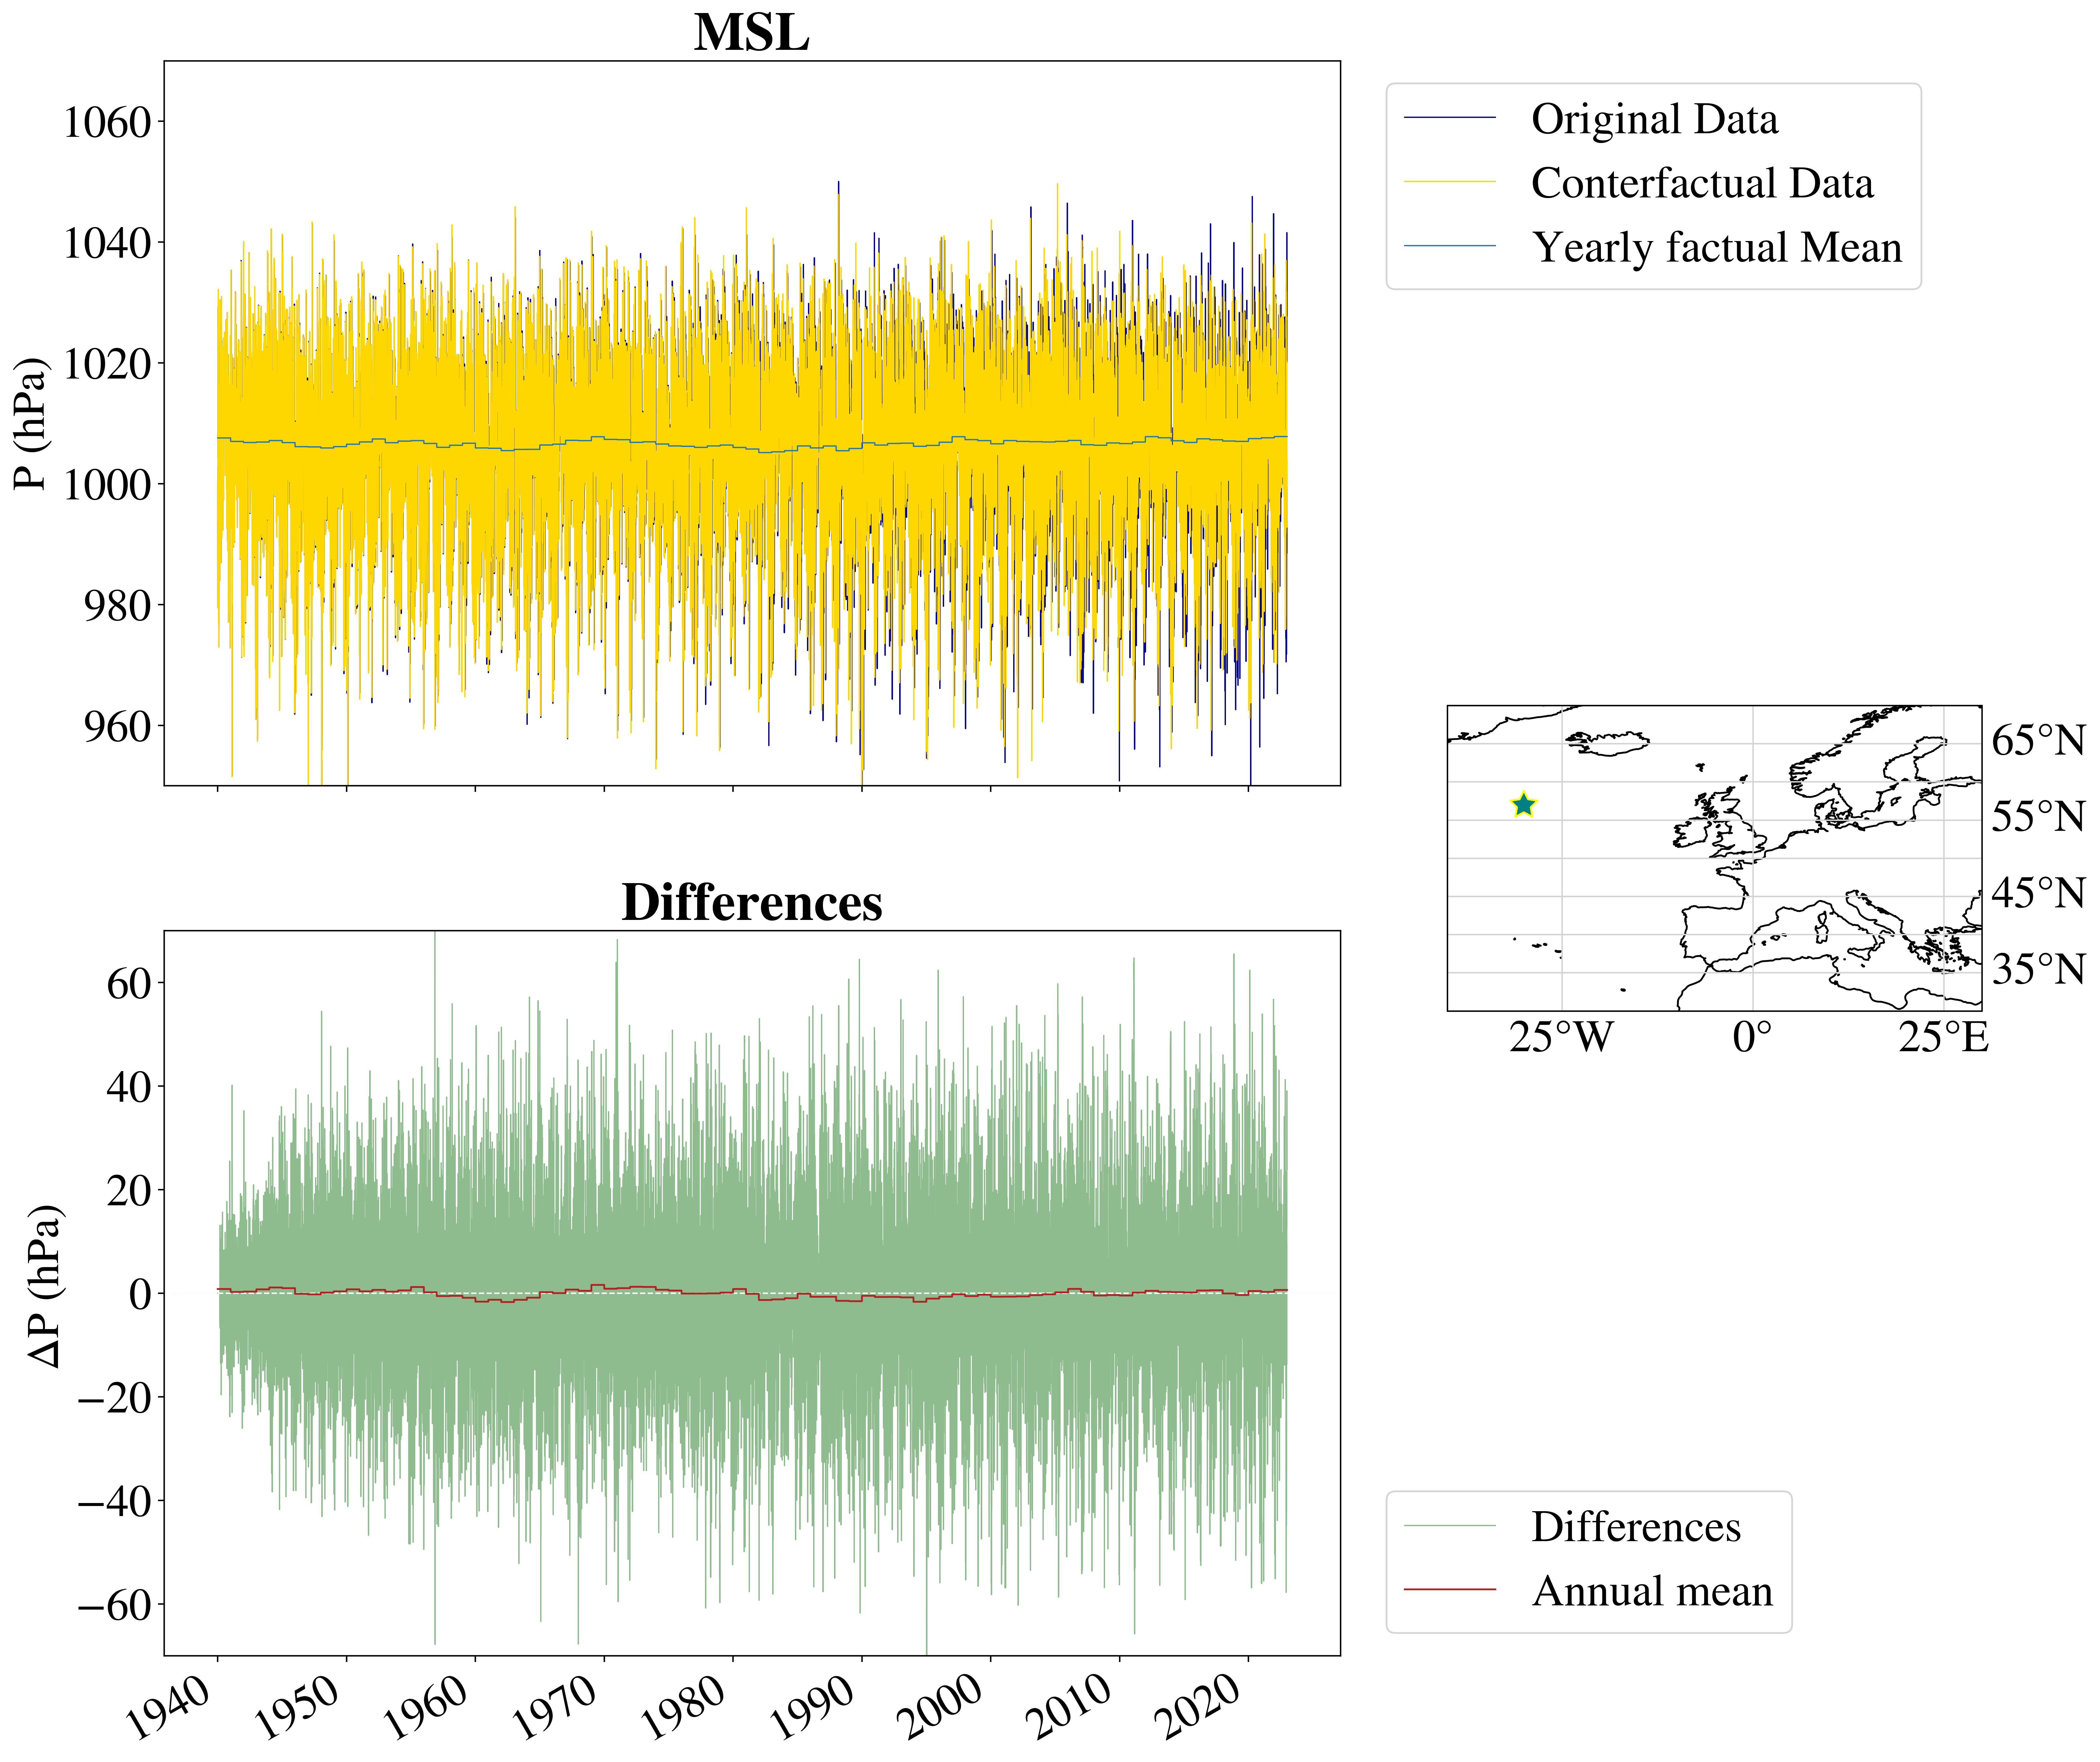 MSL
1060
1040
1020
1000
980
960
P (hPa)
Original Data
Conterfactual Data
Yearly factual Mean
65°N
55°N
45°N
35°N
25°W 0° 25°E
Differences
60
40
20
0
−20
−40
−60
ΔP (hPa)
1940 1950 1960 1970 1980 1990 2000 2010 2020
Differences
Annual mean